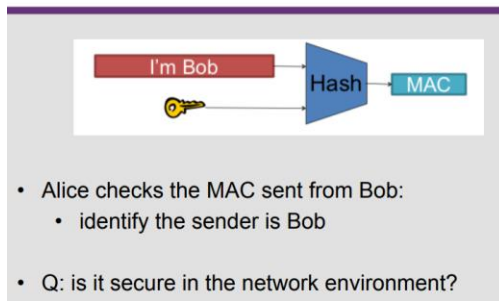 I'm Bob
Hash
MAC
• Alice checks the MAC sent from Bob:
• identify the sender is Bob
• Q: is it secure in the network environment?